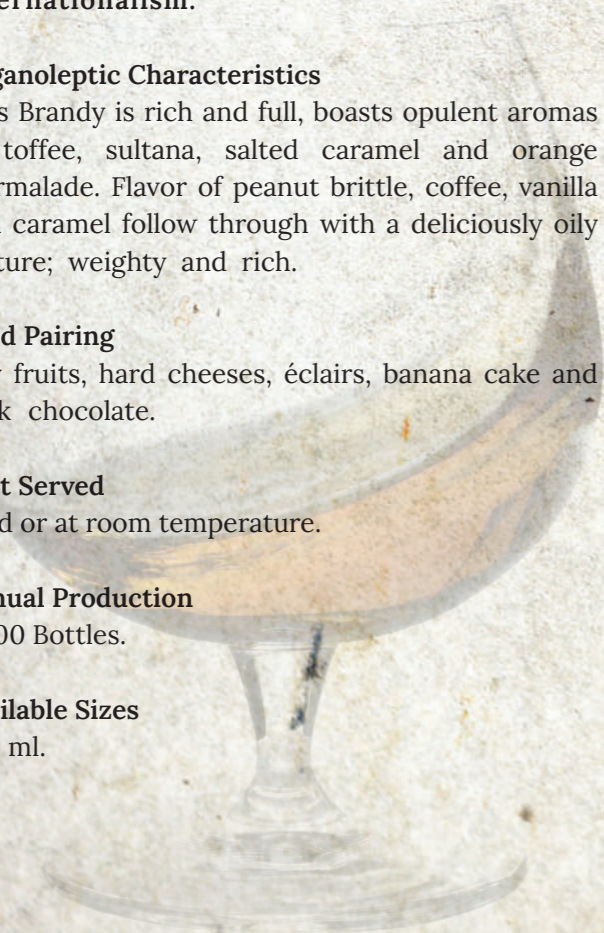 ernationalism.
ganoleptic Characteristics
s Brandy is rich and full, boasts opulent aromas
toffee, sultana, salted caramel and orange
rmalade. Flavor of peanut brittle, coffee, vanilla
caramel follow through with a deliciously oily
ture; weighty and rich.
d Pairing
fruits, hard cheeses, éclairs, banana cake and
k chocolate.
t Served
d or at room temperature.
nual Production
00 Bottles.
ilable Sizes
ml.